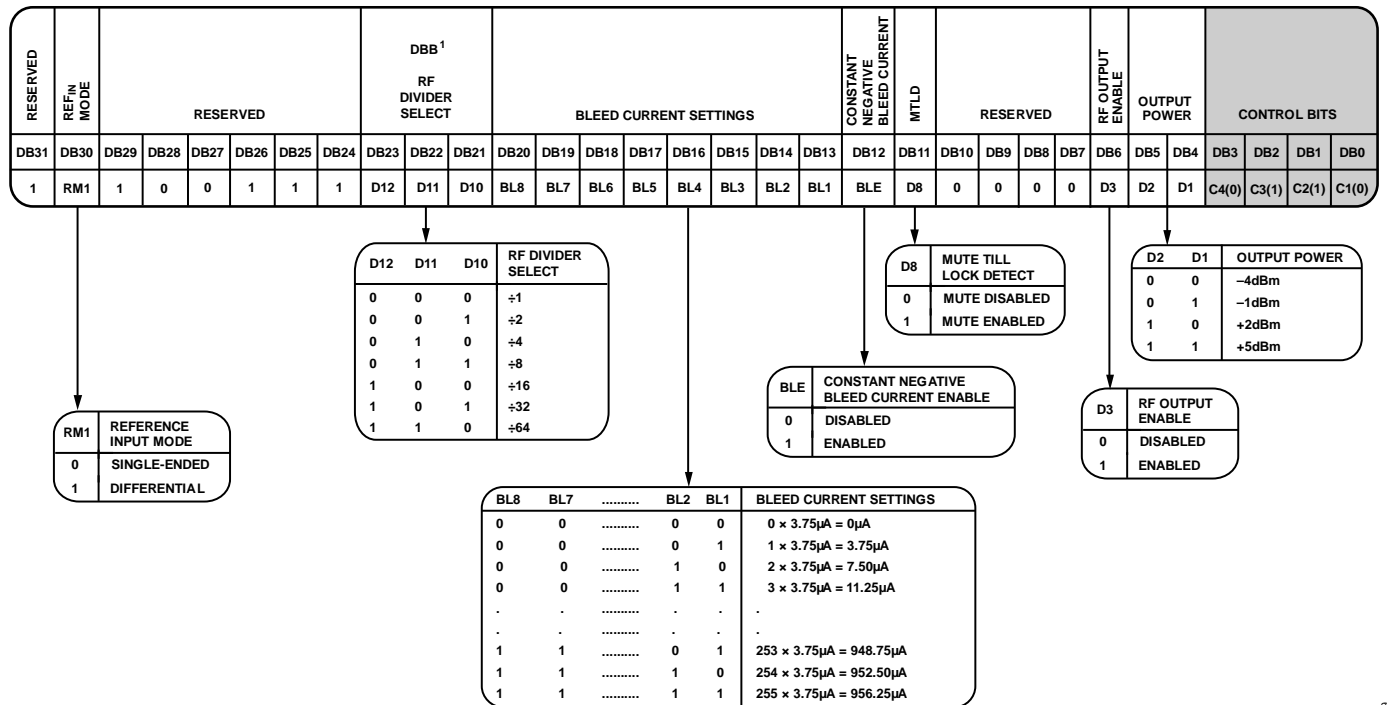 RESERVED
REFIN
MODE
RESERVED
DBB1
RF
DIVIDER
SELECT
BLEED CURRENT SETTINGS
CONSTANT
NEGATIVE
BLEED CURRENT
MTLD
RESERVED
RF OUTPUT
ENABLE
OUTPUT
POWER
CONTROL BITS
DB31 DB30 DB29 DB28 DB27 DB26 DB25 DB24 DB23 DB22 DB21 DB20 DB19 DB18 DB17 DB16 DB15 DB14 DB13 DB12 DB11 DB10 DB9 DB8 DB7 DB6 DB5 DB4 DB3 DB2 DB1 DB0
1 RM1 1 0 0 1 1 1 D12 D11 D10 BL8 BL7 BL6 BL5 BL4 BL3 BL2 BL1 BLE D8 0 0 0 0 D3 D2 D1 C4(0) C3(1) C2(1) C1(0)
D12 D11 D10 RF DIVIDER
SELECT
0 0 0 ÷1
0 0 1 ÷2
0 1 0 ÷4
0 1 1 ÷8
1 0 0 ÷16
1 0 1 ÷32
1 1 0 ÷64
D8 MUTE TILL
LOCK DETECT
0 MUTE DISABLED
1 MUTE ENABLED
D2 D1 OUTPUT POWER
0 0 –4dBm
0 1 –1dBm
1 0 +2dBm
1 1 +5dBm
RM1 REFERENCE
INPUT MODE
0 SINGLE-ENDED
1 DIFFERENTIAL
BLE CONSTANT NEGATIVE
BLEED CURRENT ENABLE
0 DISABLED
1 ENABLED
D3 RF OUTPUT
ENABLE
0 DISABLED
1 ENABLED
BL8 BL7 .......... BL2 BL1 BLEED CURRENT SETTINGS
0 0 .......... 0 0 0 × 3.75µA = 0µA
0 0 .......... 0 1 1 × 3.75µA = 3.75µA
0 0 .......... 1 0 2 × 3.75µA = 7.50µA
0 0 .......... 1 1 3 × 3.75µA = 11.25µA
. . .......... . . .
. . .......... . . .
1 1 .......... 0 1 253 × 3.75µA = 948.75µA
1 1 .......... 1 0 254 × 3.75µA = 952.50µA
1 1 .......... 1 1 255 × 3.75µA = 956.25µA